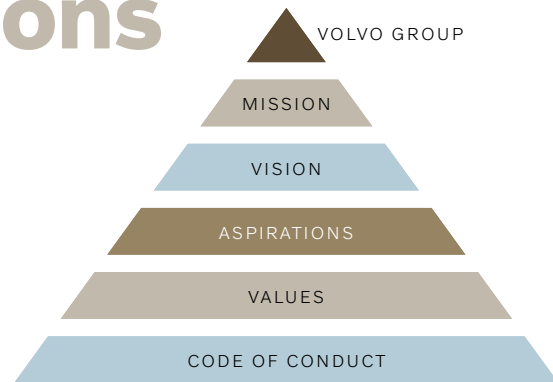 ons
VOLVO GROUP
MISSION
VISION
ASPIRATIONS
VALUES
CODE OF CONDUCT